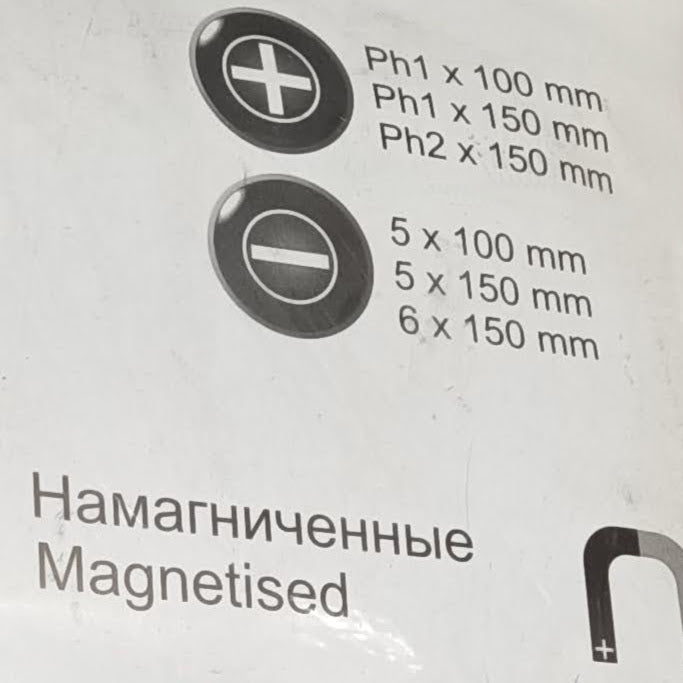 Ph1 x 100 mm
Ph1 x 150 mm
Ph2 x 150 mm
5 x 100 mm
5 x 150 mm
6 x 150 mm
Намагниченные
Magnetised